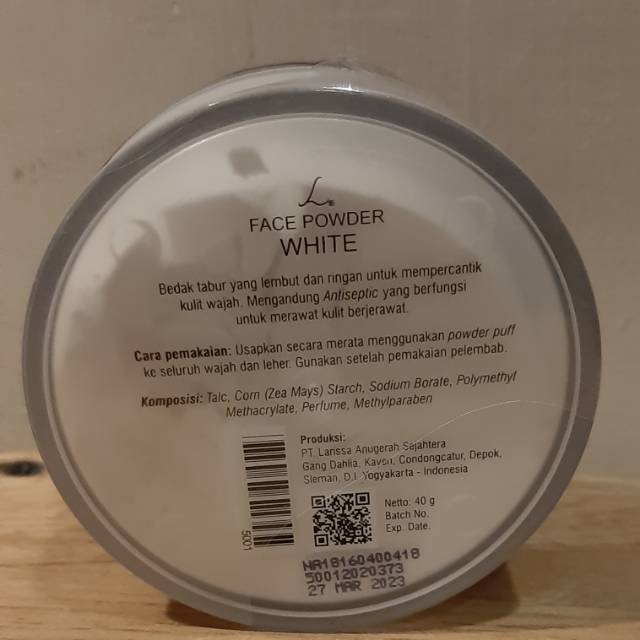 L®
FACE POWDER
WHITE
Bedak tabur yang lembut dan ringan untuk mempercantik
kulit wajah. Mengandung Antiseptic yang berfungsi
untuk merawat kulit berjerawat.
Cara pemakaian: Usapkan secara merata menggunakan powder puff
ke seluruh wajah dan leher. Gunakan setelah pemakaian pelembab.
Komposisi: Talc, Corn (Zea Mays) Starch, Sodium Borate, Polymethyl
Methacrylate, Perfume, Methylparaben
Produksi:
PT. Larissa Anugerah Sejahtera
Gang Dahlia, Kavori, Condongcatur, Depok,
Sleman, D.I. Yogyakarta - Indonesia
5001
Netto: 40 g
Batch No.
Exp. Date.
NA18160400418
50012020373
27 MAR 2023